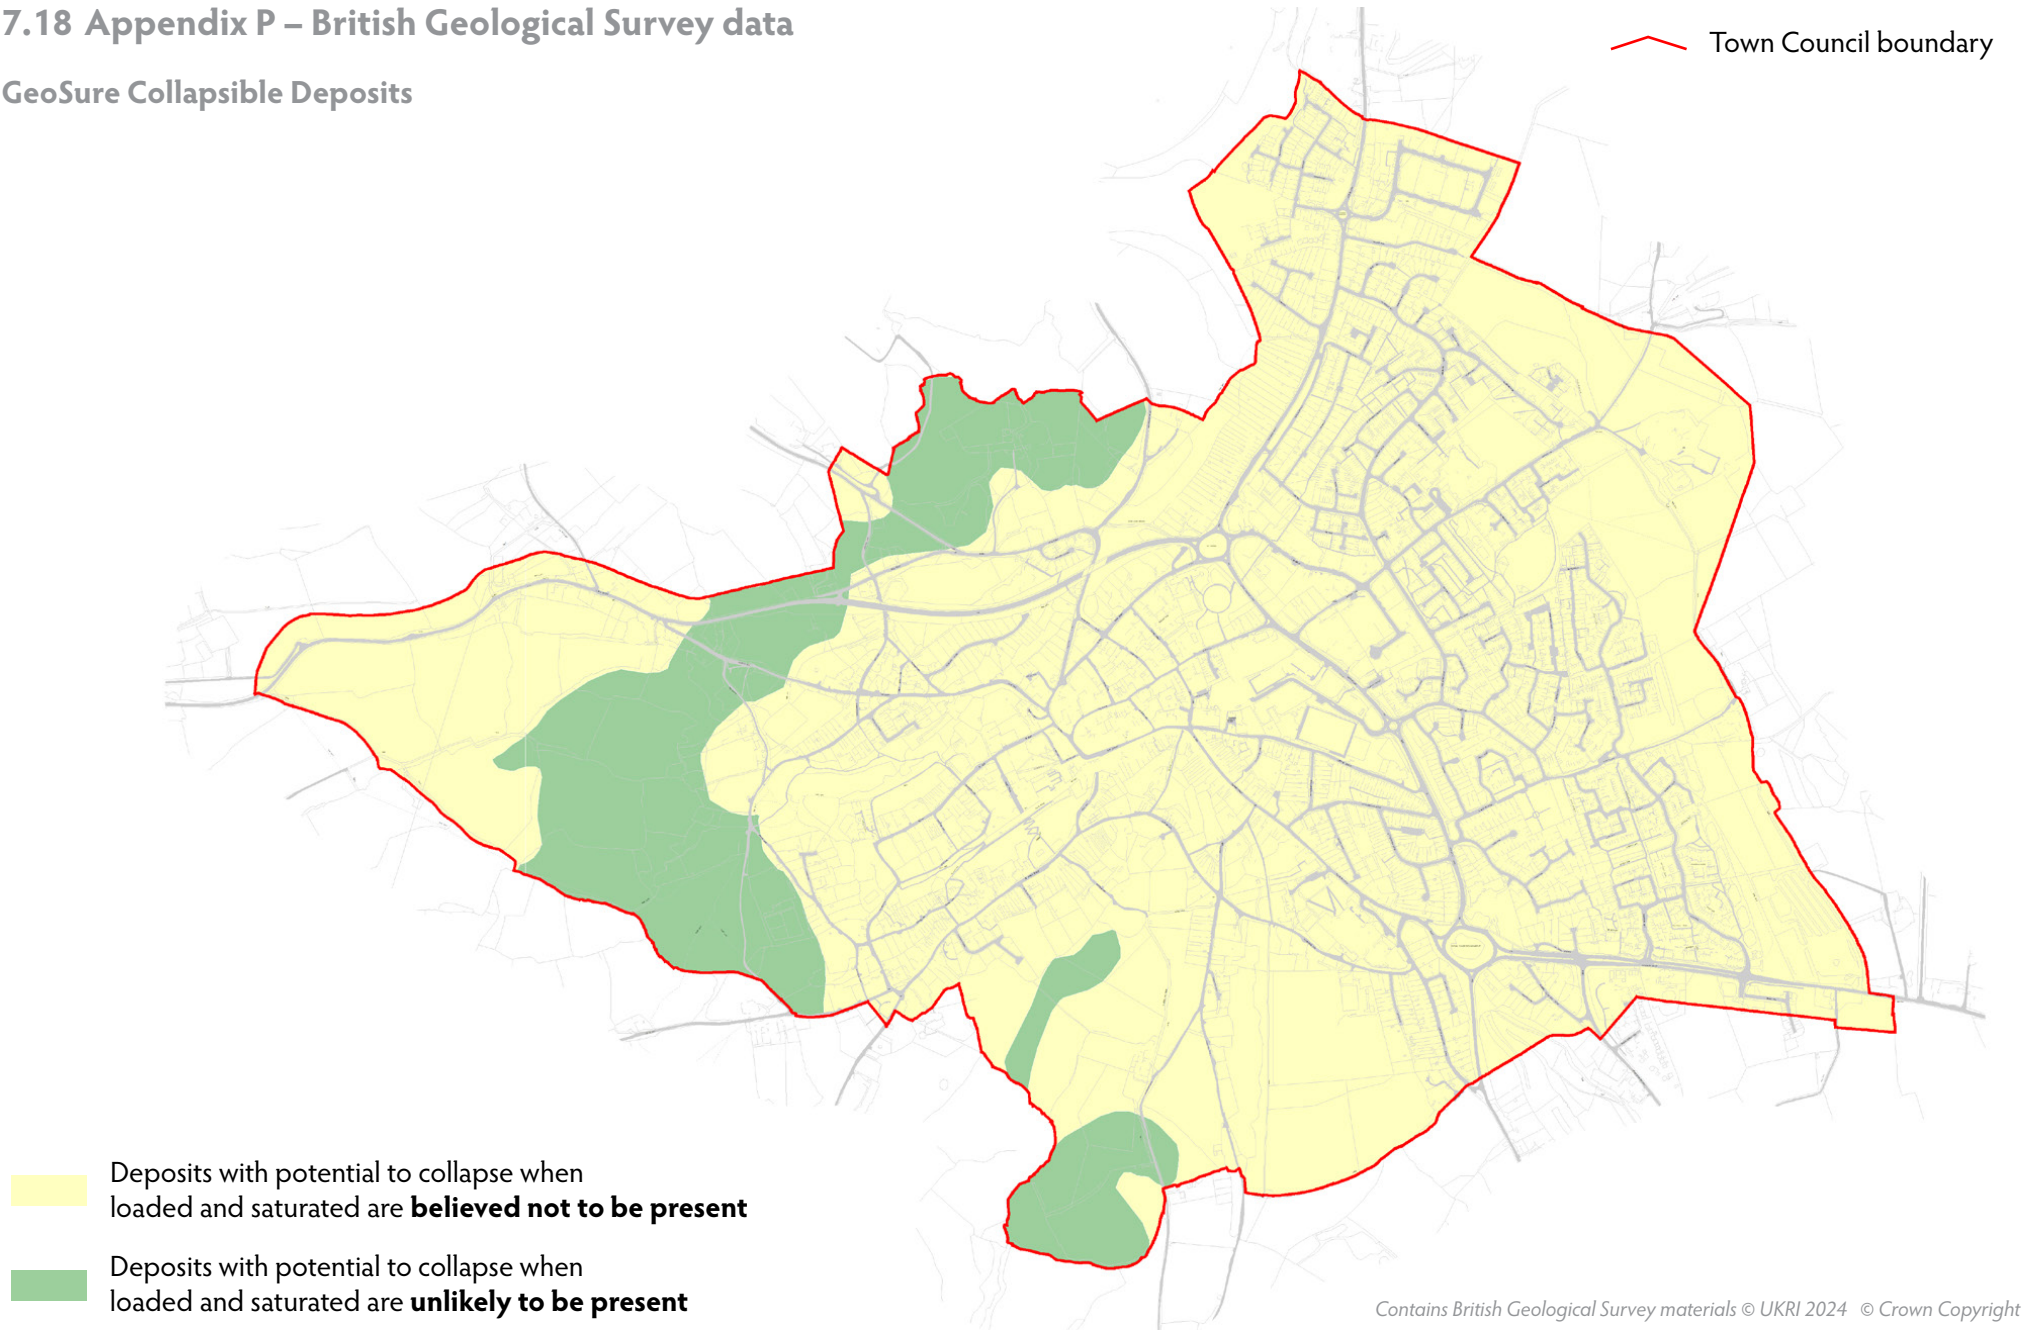 7.18 Appendix P – British Geological Survey data
Town Council boundary
GeoSure Collapsible Deposits
Deposits with potential to collapse when
loaded and saturated are believed not to be present
Deposits with potential to collapse when
loaded and saturated are unlikely to be present
Contains British Geological Survey materials © UKRI 2024 © Crown Copyright